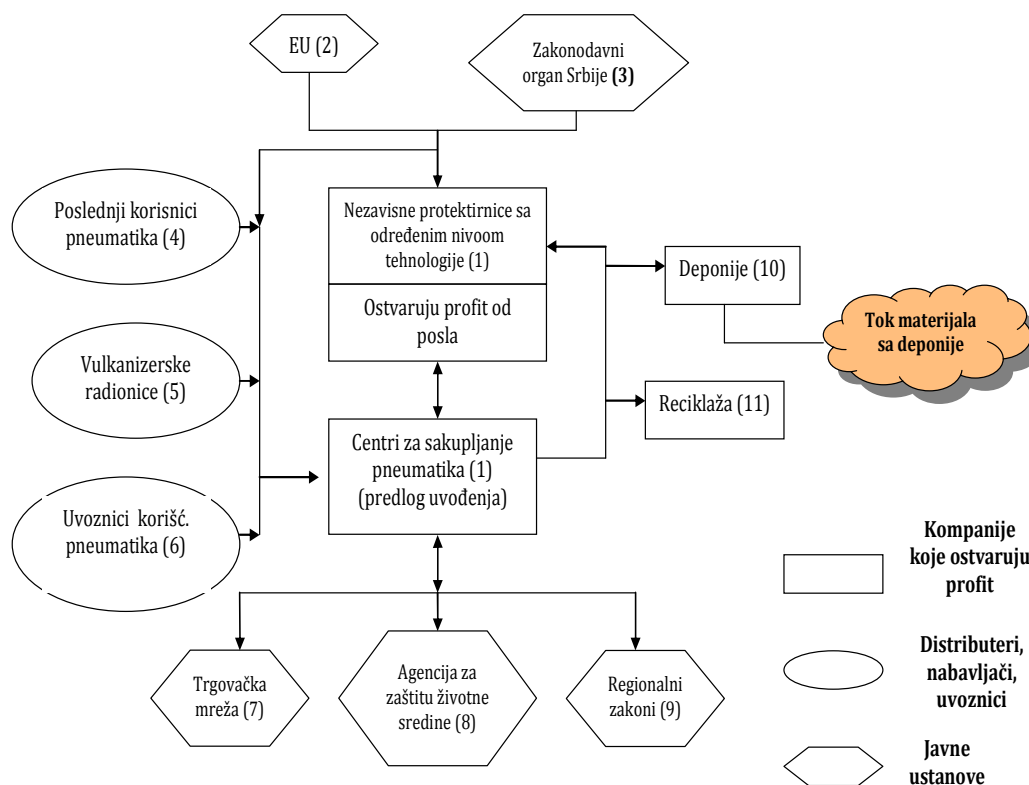 EU (2)
Zakonodavni
organ Srbije (3)
Poslednji korisnici
pneumatika (4)
Nezavisne protektirnice sa
određenim nivoom
tehnologije (1)
Ostvaruju profit od
posla
Deponije (10)
Tok materijala
sa deponije
Vulkanizerske
radionice (5)
Reciklaža (11)
Centri za sakupljanje
pneumatika (1)
(predlog uvođenja)
Uvoznici korišć.
pneumatika (6)
Trgovačka
mreža (7)
Agencija za
zaštitu životne
sredine (8)
Regionalni
zakoni (9)
Kompanije
koje ostvaruju
profit
Distributeri,
nabavljači,
uvoznici
Javne
ustanove